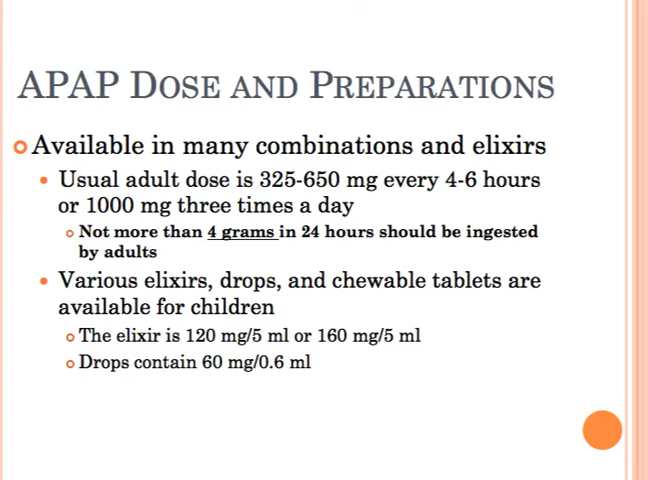 APAP DOSE AND PREPARATIONS
Available in many combinations and elixirs
Usual adult dose is 325-650 mg every 4-6 hours
or 1000 mg three times a day
Not more than 4 grams in 24 hours should be ingested
by adults
Various elixirs, drops, and chewable tablets are
available for children
The elixir is 120 mg/5 ml or 160 mg/5 ml
Drops contain 60 mg/0.6 ml